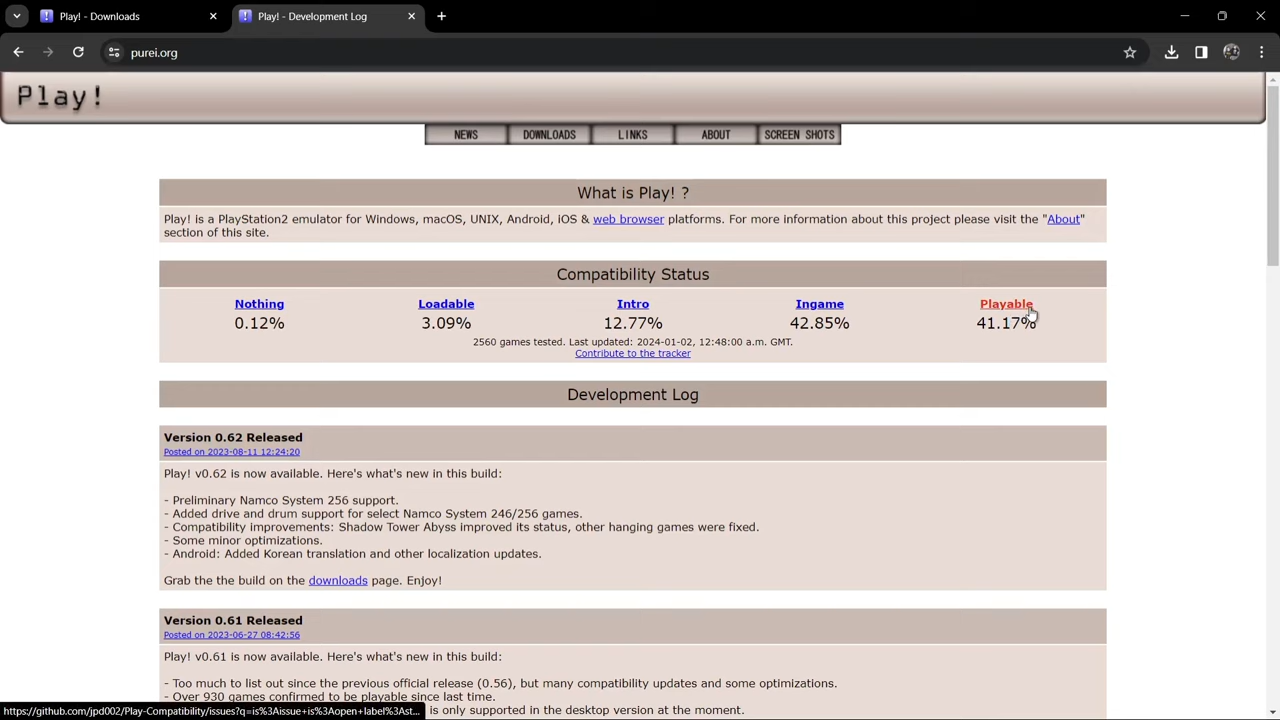 Play! - Downloads
Play! - Development Log
purei.org
Play!
NEWS DOWNLOADS LINKS ABOUT SCREEN SHOTS
What is Play! ?
Play! is a PlayStation2 emulator for Windows, macOS, UNIX, Android, iOS & web browser platforms. For more information about this project please visit the "About"
section of this site.
Compatibility Status
Nothing Loadable Intro Ingame Playable
0.12% 3.09% 12.77% 42.85% 41.17%
2560 games tested. Last updated: 2024-01-02, 12:48:00 a.m. GMT.
Contribute to the tracker
Development Log
Version 0.62 Released
Posted on 2023-08-11 12:24:20
Play! v0.62 is now available. Here's what's new in this build:
- Preliminary Namco System 256 support.
- Added drive and drum support for select Namco System 246/256 games.
- Compatibility improvements: Shadow Tower Abyss improved its status, other hanging games were fixed.
- Some minor optimizations.
- Android: Added Korean translation and other localization updates.
Grab the the build on the downloads page. Enjoy!
Version 0.61 Released
Posted on 2023-06-27 08:42:56
Play! v0.61 is now available. Here's what's new in this build:
- Too much to list out since the previous official release (0.56), but many compatibility updates and some optimizations.
- Over 930 games confirmed to be playable since last time.
is only supported in the desktop version at the moment.
https://github.com/jpd002/Play-Compatibility/issues?q=is%3Aissue+is%3Aopen+label%3Ast...